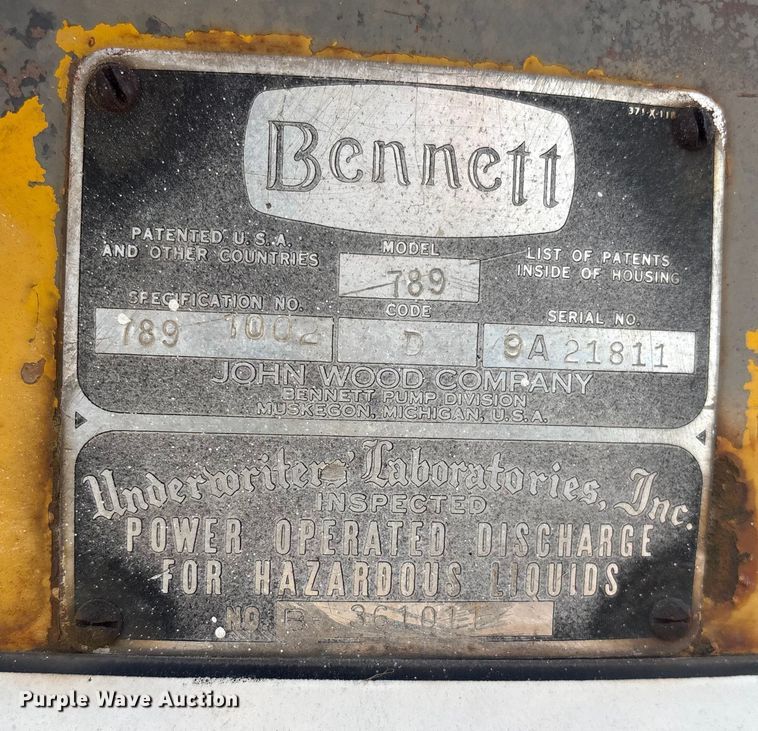 371-X-118
Bennett
PATENTED U.S.A.
AND OTHER COUNTRIES
MODEL
789
LIST OF PATENTS
INSIDE OF HOUSING
SPECIFICATION NO.
789 1002
CODE
D
SERIAL NO.
9A21811
JOHN WOOD COMPANY
BENNETT PUMP DIVISION
MUSKEGON, MICHIGAN, U.S.A.
Underwriters' Laboratories, Inc.
INSPECTED
POWER OPERATED DISCHARGE
FOR HAZARDOUS LIQUIDS
NO. B-
Purple Wave Auction